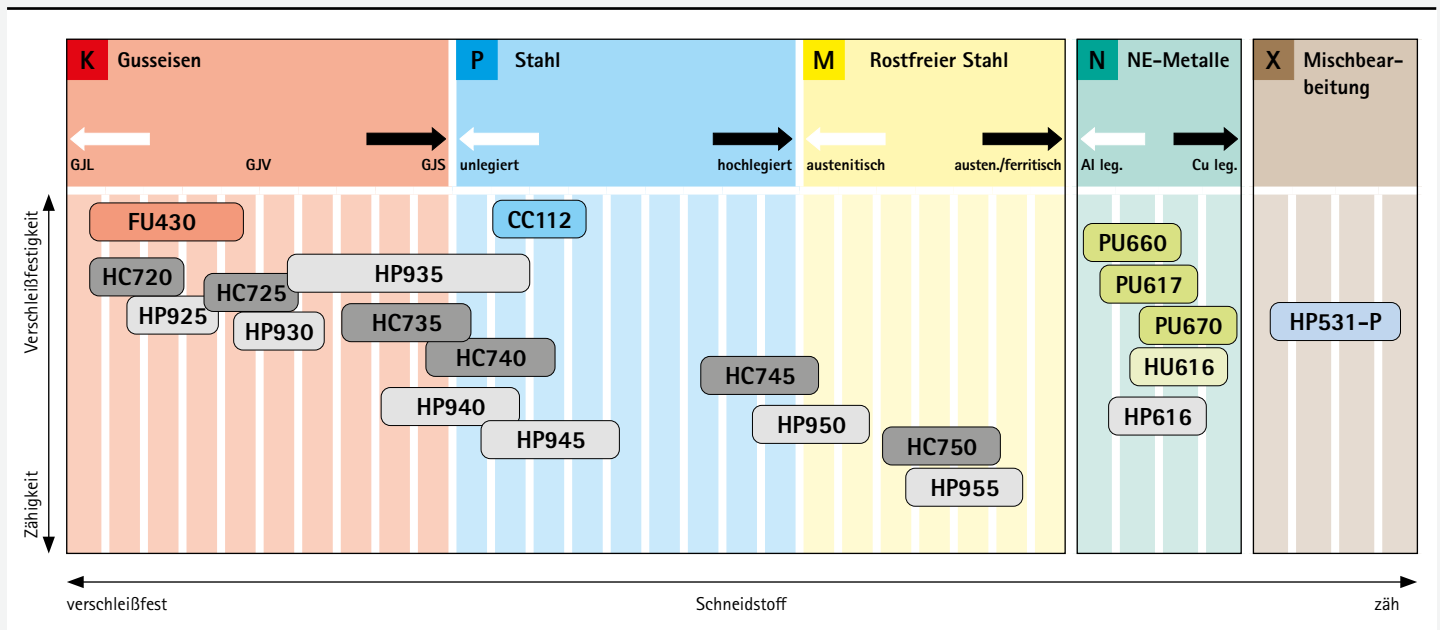 K Gusseisen
P Stahl
M Rostfreier Stahl
N NE-Metalle
X Mischbear-
beitung
GJL GJV GJS
unlegiert hochlegiert
austenitisch austen./ferritisch
Al leg. Cu leg.
Verschleißfestigkeit
Zähigkeit
FU430
CC112
HC720
HP935
HC725
HP925
HP930
HC735
HC740
HP940
HP945
HC745
HP950
HC750
HP955
PU660
PU617
PU670
HU616
HP616
HP531-P
verschleißfest Schneidstoff zäh